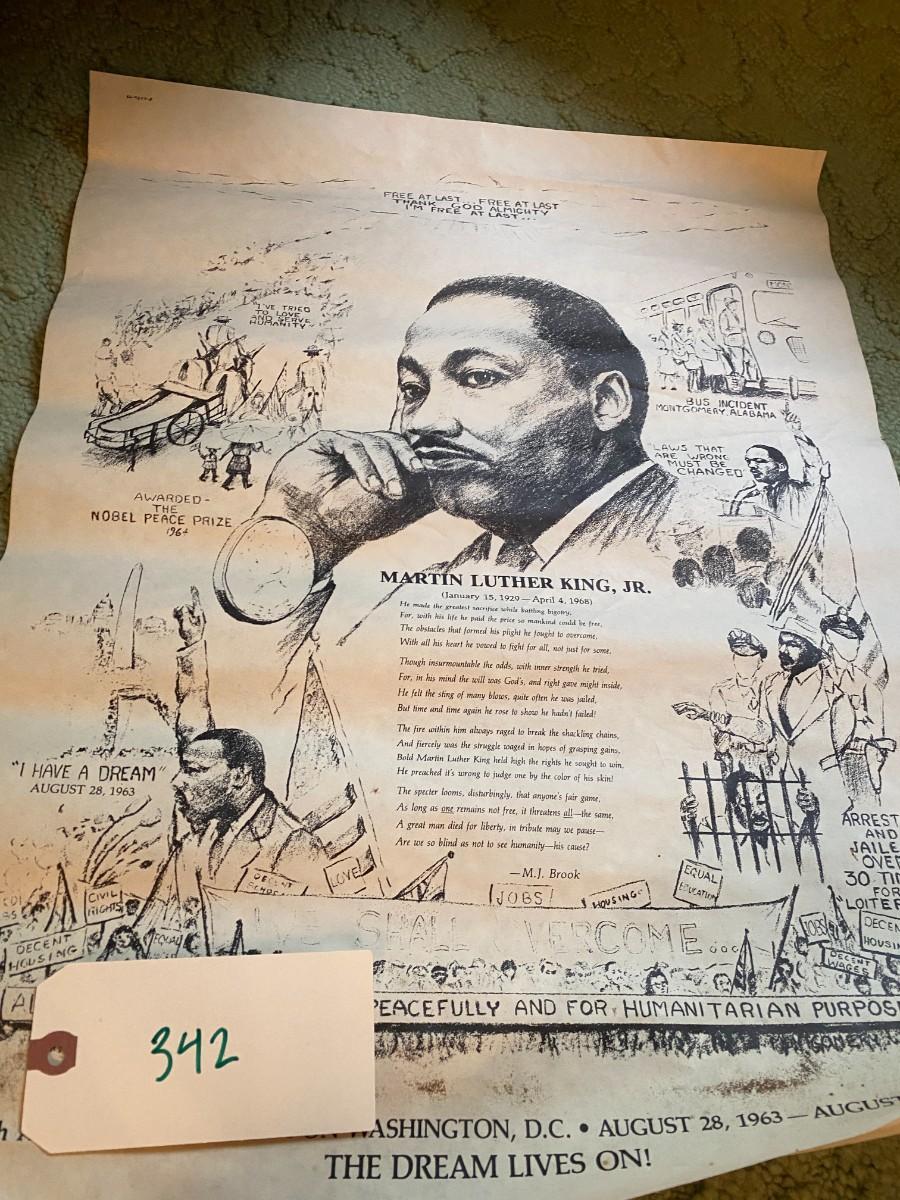 FREE AT LAST... FREE AT LAST
THANK GOD ALMIGHTY
I'M FREE AT LAST...
I'VE TRIED
TO LOVE
AND SERVE
HUMANITY
BUS INCIDENT
MONTGOMERY, ALABAMA
LAWS THAT
ARE WRONG
MUST BE
CHANGED
AWARDED-
THE
NOBEL PEACE PRIZE
1964
MARTIN LUTHER KING, JR.
(January 15, 1929 — April 4, 1968)
He made the greatest sacrifice while battling bigotry,
For, with his life he paid the price so mankind could be free,
The obstacles that formed his plight he fought to overcome,
With all his heart he vowed to fight for all, not just for some.
Though insurmountable the odds, with inner strength he tried,
For, in his mind the will was God's, and right gave might inside,
He felt the sting of many blows, quite often he was jailed,
But time and time again he rose to show he hadn't failed!
The fire within him always raged to break the shackling chains,
And fiercely was the struggle waged in hopes of grasping gains,
Bold Martin Luther King held high the rights he sought to win,
He preached it's wrong to judge one by the color of his skin!
The specter looms, disturbingly, that anyone's fair game,
As long as one remains not free, it threatens all—the same,
A great man died for liberty, in tribute may we pause—
Are we so blind as not to see humanity—his cause?
—M.J. Brook
"I HAVE A DREAM"
AUGUST 28, 1963
ARREST
AND
JAILE
OVER
30 TI
FOR
LOITER
DECENT
LOVE
JOBS
HOUSING
EQUAL
EDUCATION
CIVIL
RIGHTS
DECENT
HOUSING
EQUAL
JOBS
DECENT
WAGES
DECEN
HOUSIN
WE SHALL OVERCOME...
PEACEFULLY AND FOR HUMANITARIAN PURPOSE
342
ON WASHINGTON, D.C. • AUGUST 28, 1963 — AUGUST
THE DREAM LIVES ON!